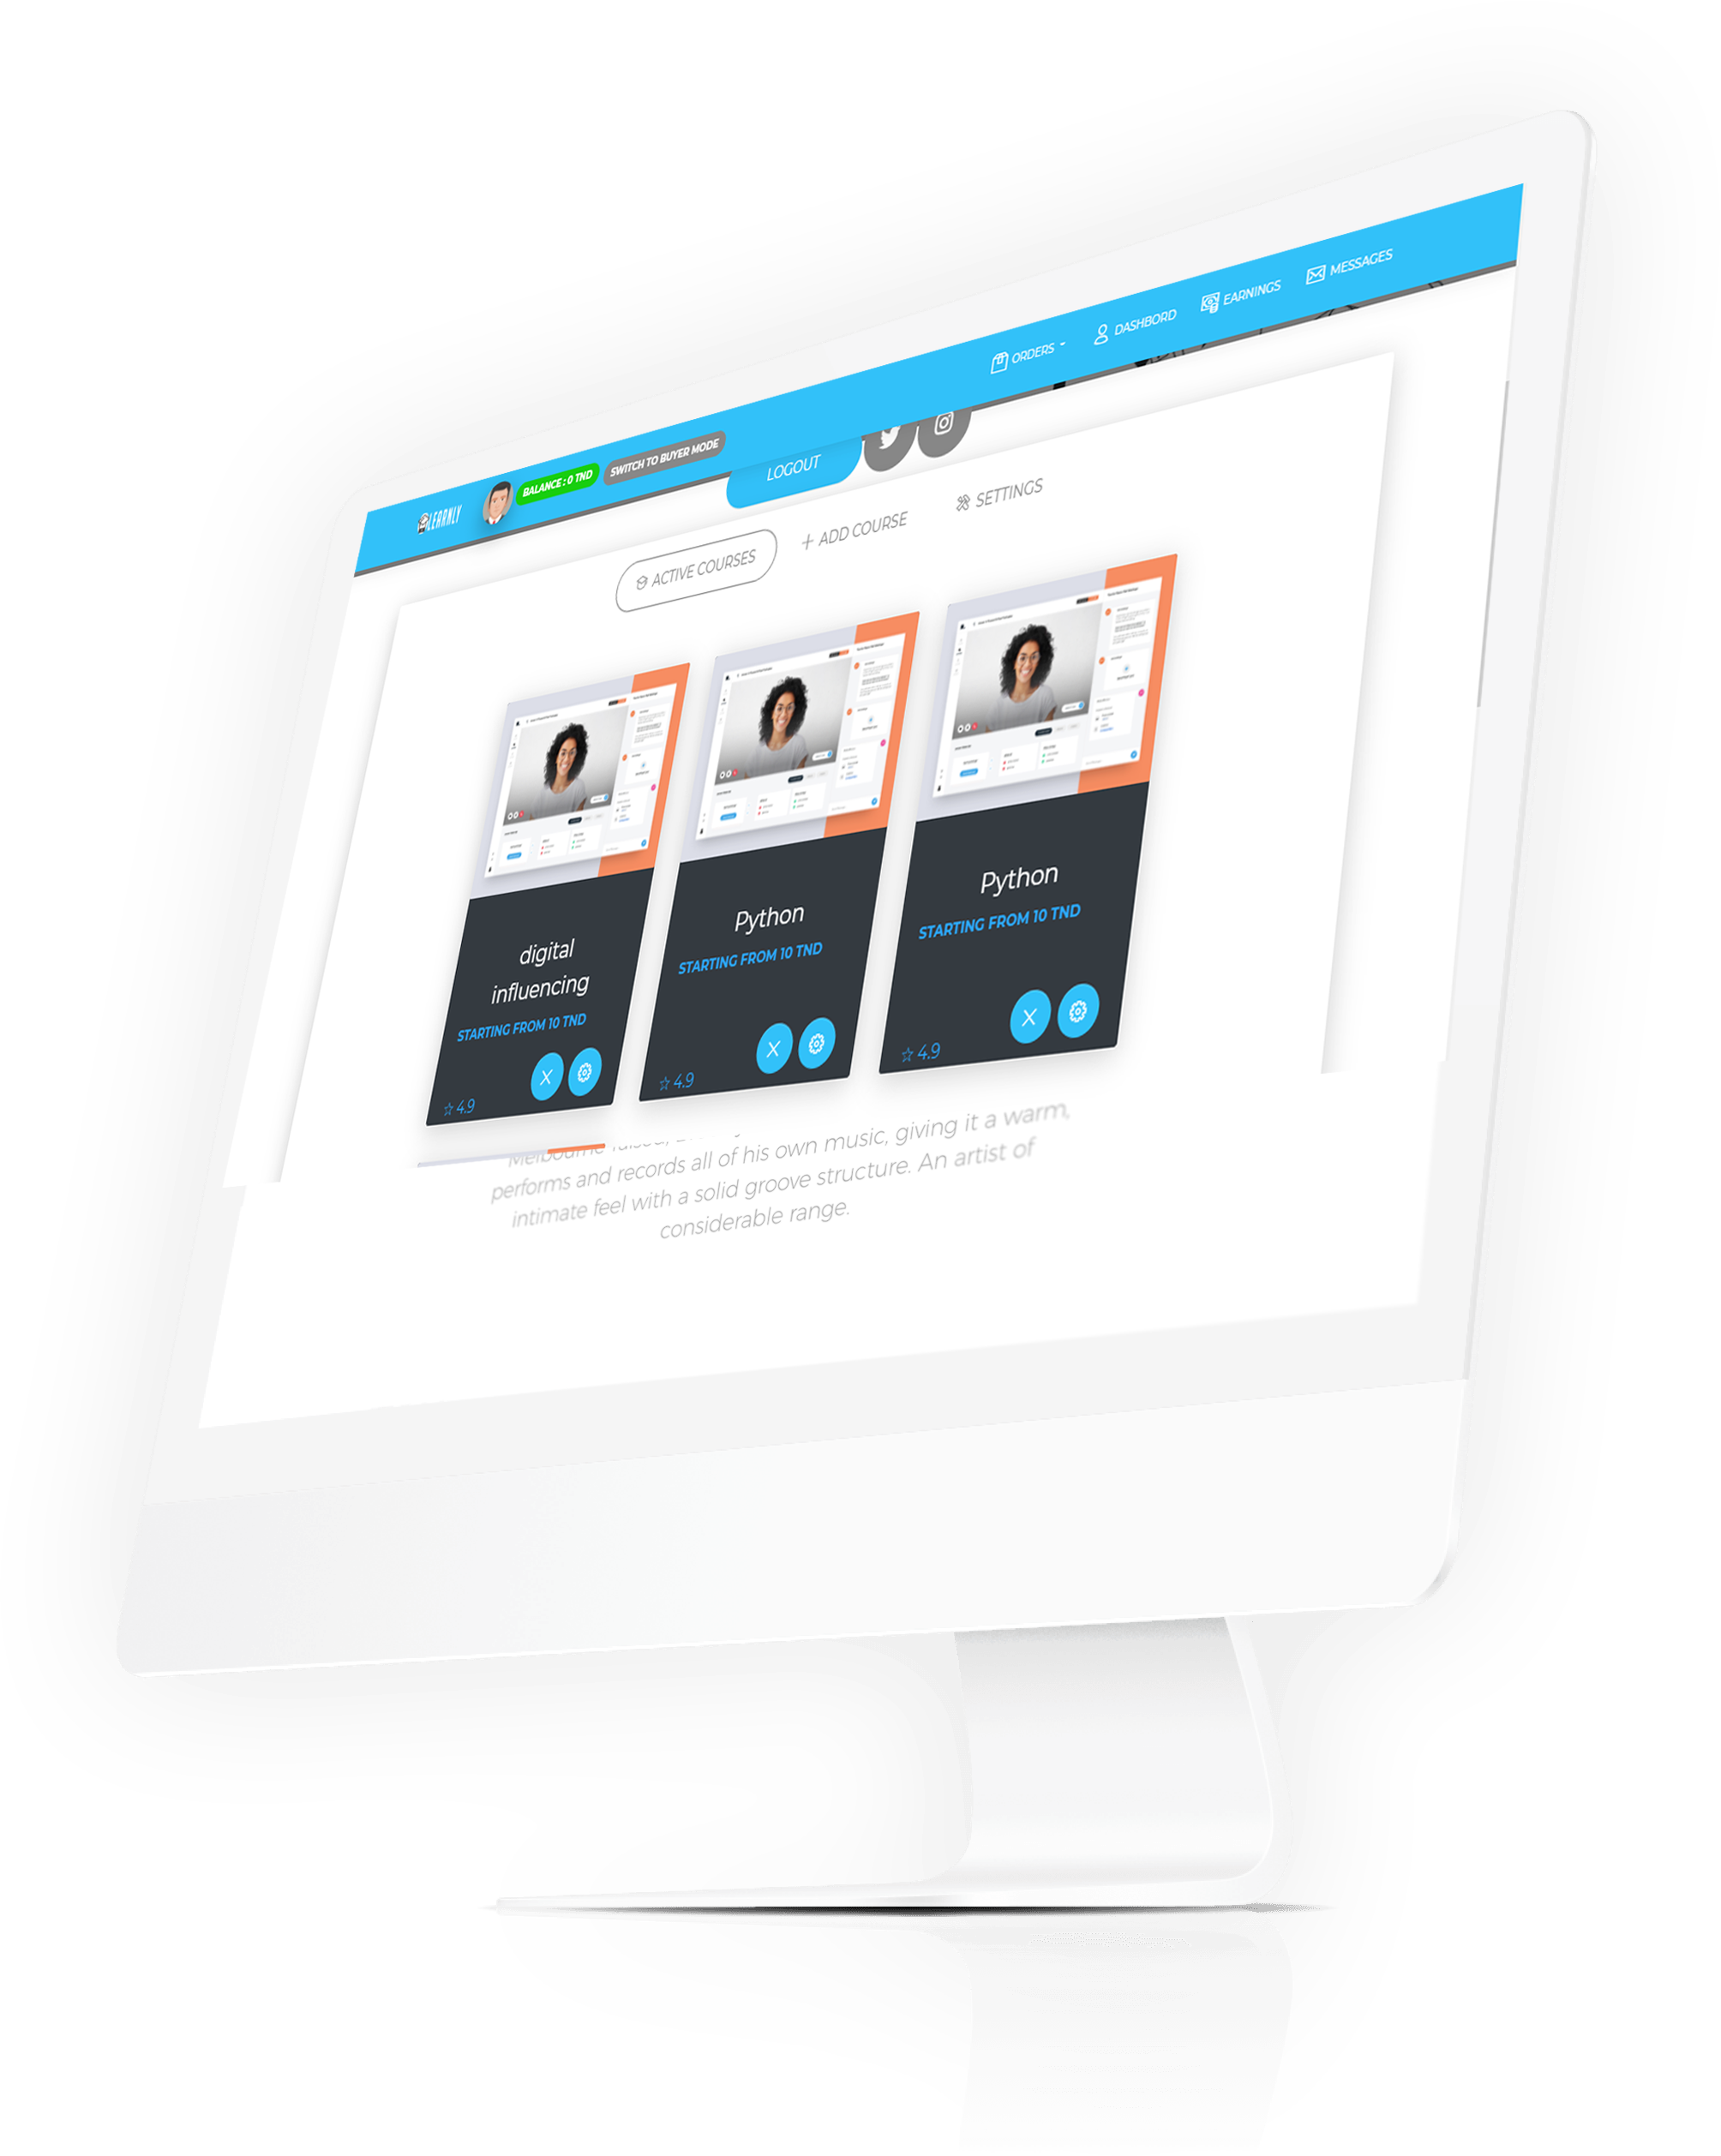 LEARNLY
BALANCE : 0 TND
SWITCH TO BUYER MODE
ORDERS
DASHBORD
EARNINGS
MESSAGES
LOGOUT
ACTIVE COURSES
+ ADD COURSE
SETTINGS
digital
influencing
STARTING FROM 10 TND
4.9
Python
STARTING FROM 10 TND
4.9
Python
STARTING FROM 10 TND
4.9
Melbourne raised,
performs and records all of his own music, giving it a warm,
intimate feel with a solid groove structure. An artist of
considerable range.